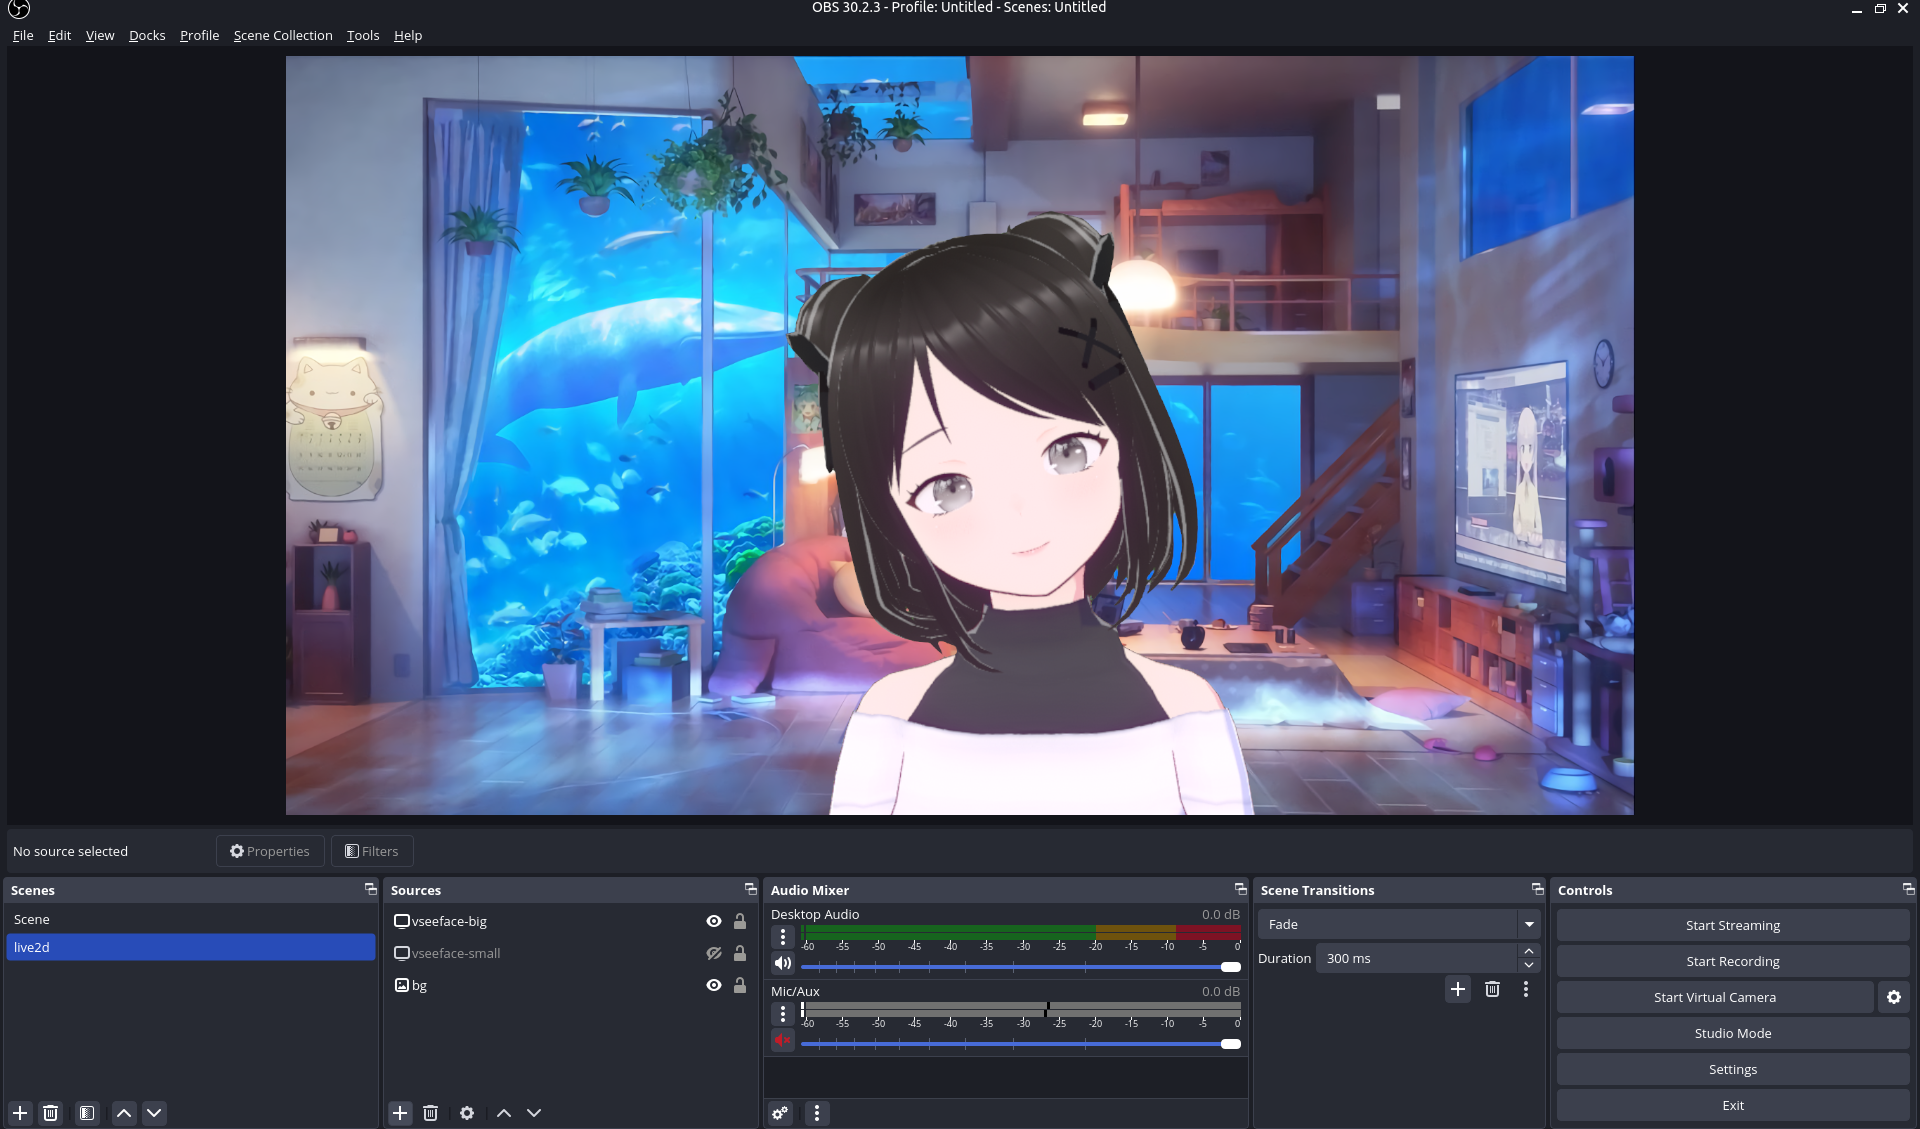 OBS 30.2.3 - Profile: Untitled - Scenes: Untitled
File Edit View Docks Profile Scene Collection Tools Help
No source selected Properties Filters
Scenes
Scene
live2d
Sources
vseeface-big
vseeface-small
bg
Audio Mixer
Desktop Audio 0.0 dB
-60 -55 -50 -45 -40 -35 -30 -25 -20 -15 -10 -5 0
Mic/Aux 0.0 dB
-60 -55 -50 -45 -40 -35 -30 -25 -20 -15 -10 -5 0
Scene Transitions
Fade
Duration 300 ms
Controls
Start Streaming
Start Recording
Start Virtual Camera
Studio Mode
Settings
Exit